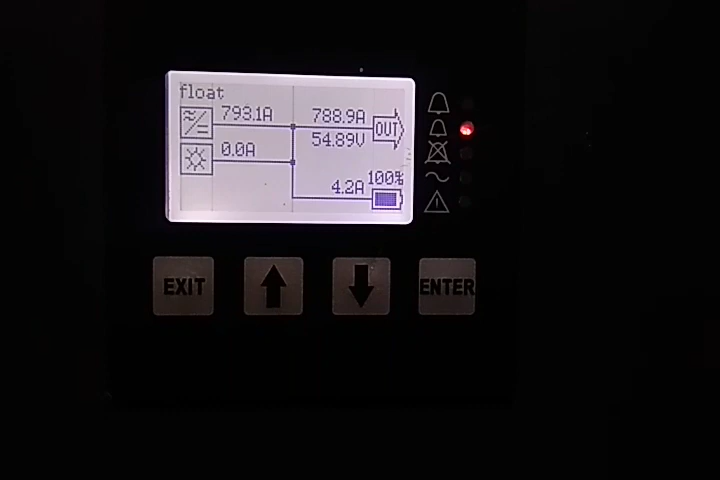 float
793.1A 788.9A
OUT
54.89V
0.0A
100%
4.2A
EXIT
ENTER